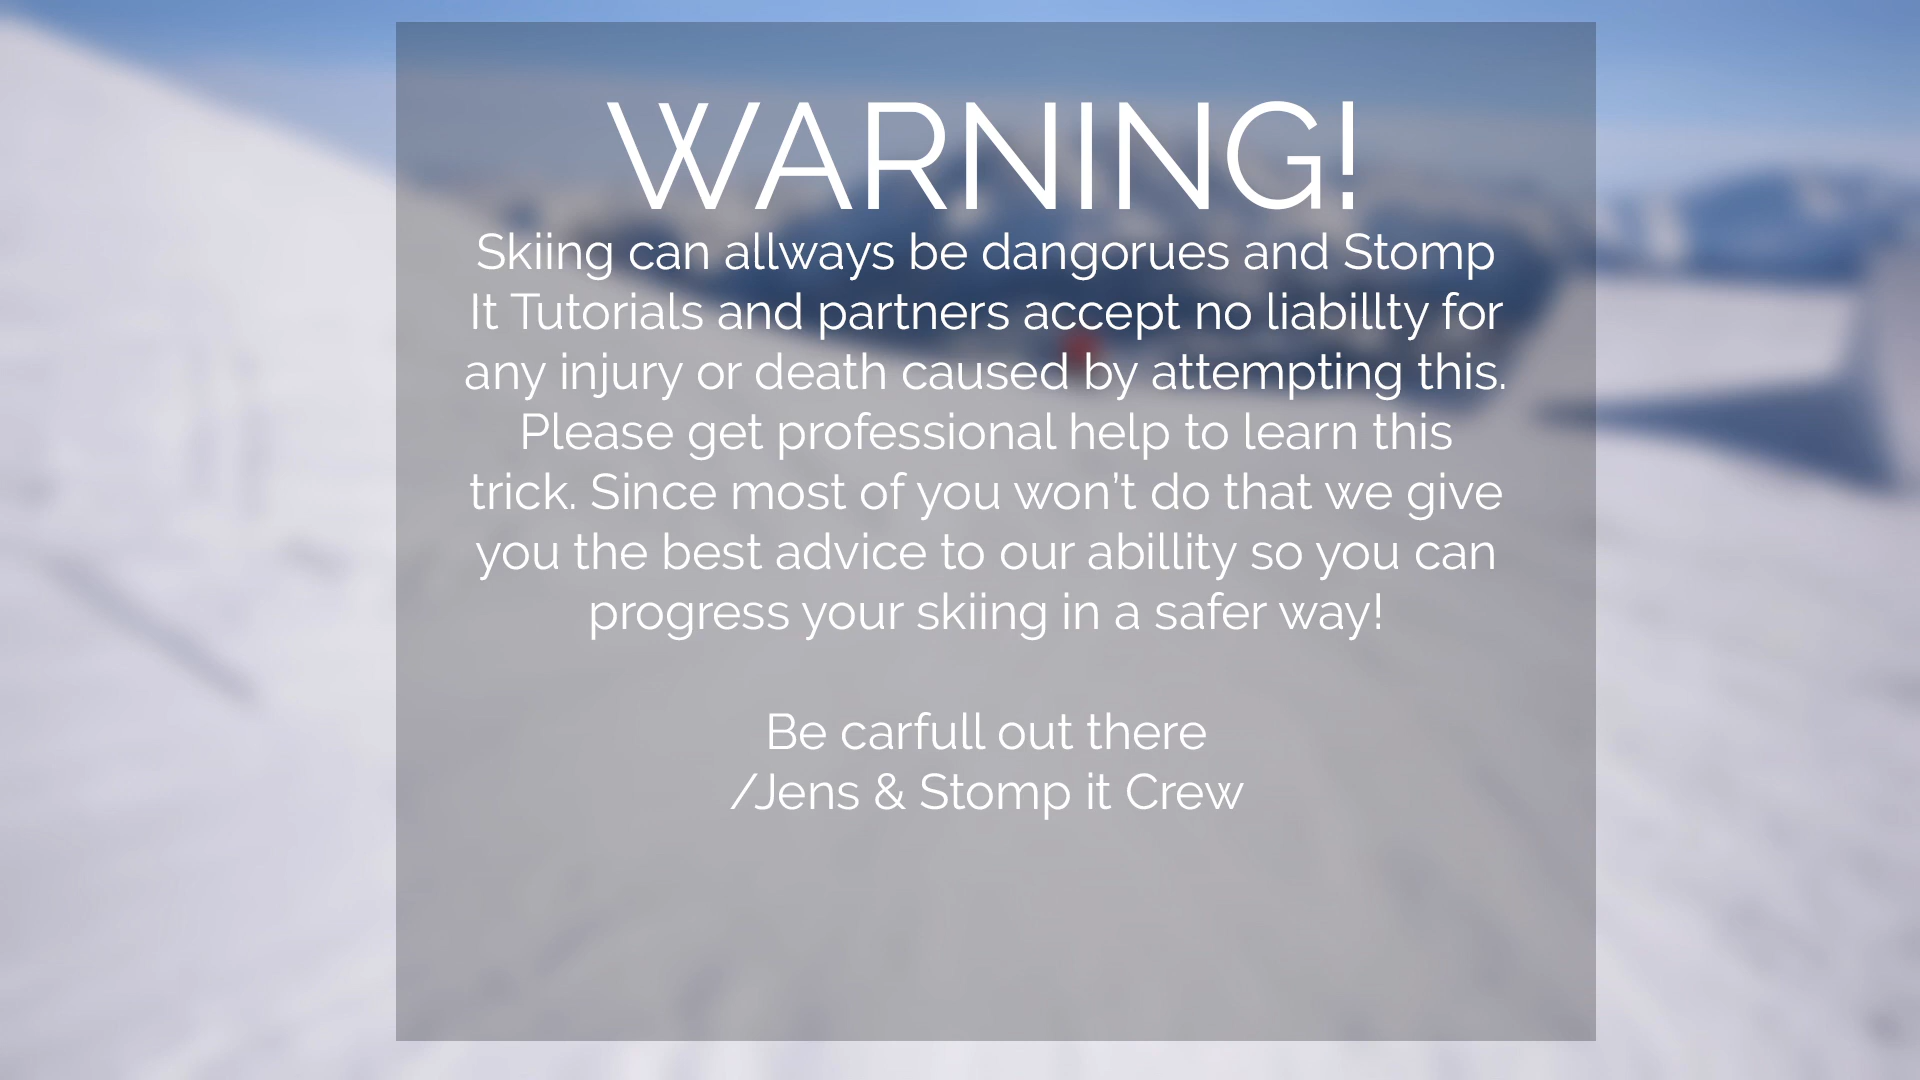 WARNING!
Skiing can allways be dangorues and Stomp
It Tutorials and partners accept no liabillty for
any injury or death caused by attempting this.
Please get professional help to learn this
trick. Since most of you won’t do that we give
you the best advice to our abillity so you can
progress your skiing in a safer way!
Be carfull out there
/Jens & Stomp it Crew